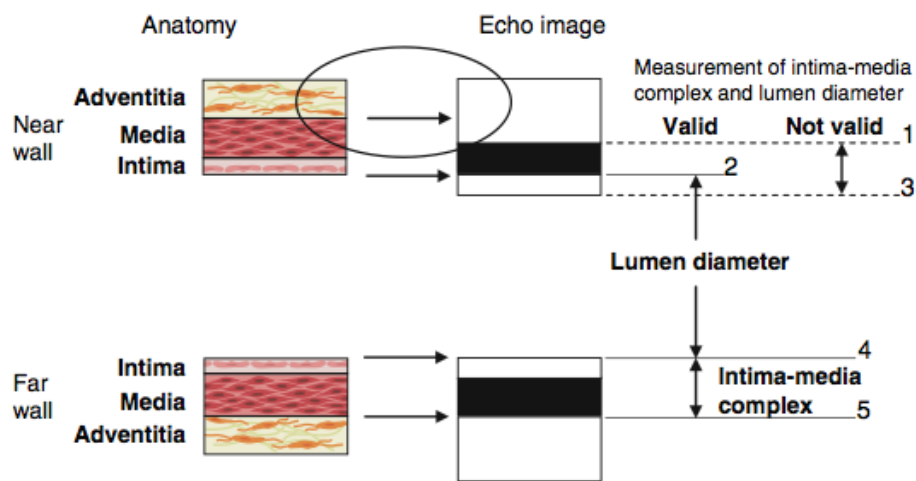 Anatomy
Echo image
Measurement of intima-media
complex and lumen diameter
Valid
Not valid
Near
wall
Adventitia
Media
Intima
1
2
3
Lumen diameter
Far
wall
Intima
Media
Adventitia
4
Intima-media
complex
5